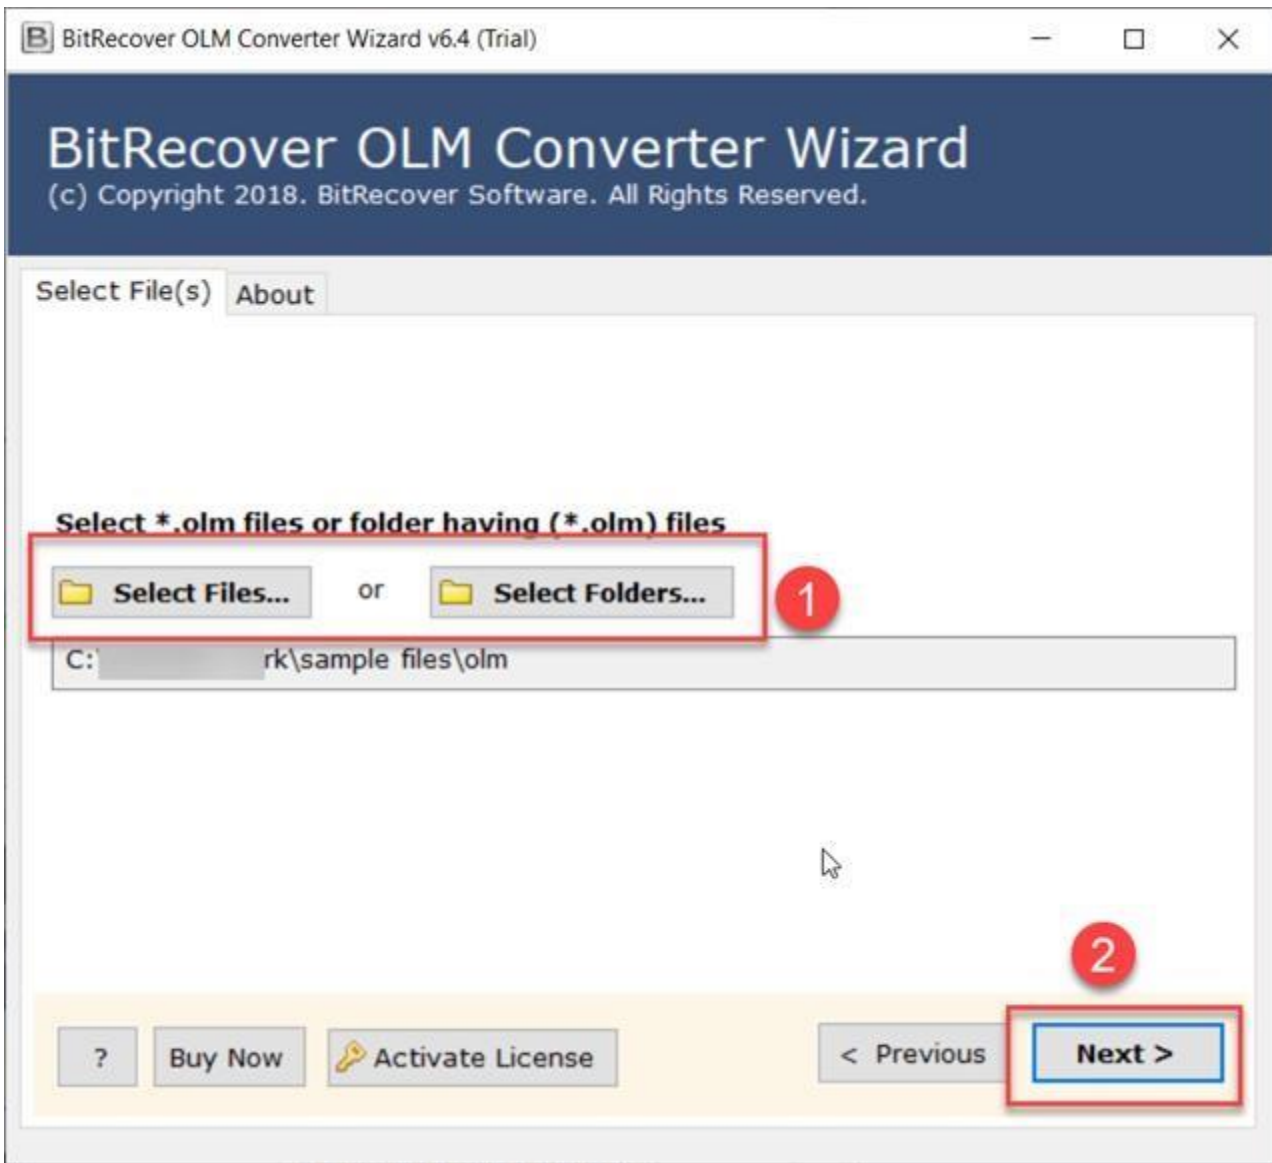 BitRecover OLM Converter Wizard v6.4 (Trial)
BitRecover OLM Converter Wizard
(c) Copyright 2018. BitRecover Software. All Rights Reserved.
Select File(s) About
Select *.olm files or folder having (*.olm) files
Select Files... or Select Folders... 1
C:\ rk\sample files\olm
2
? Buy Now Activate License < Previous Next >